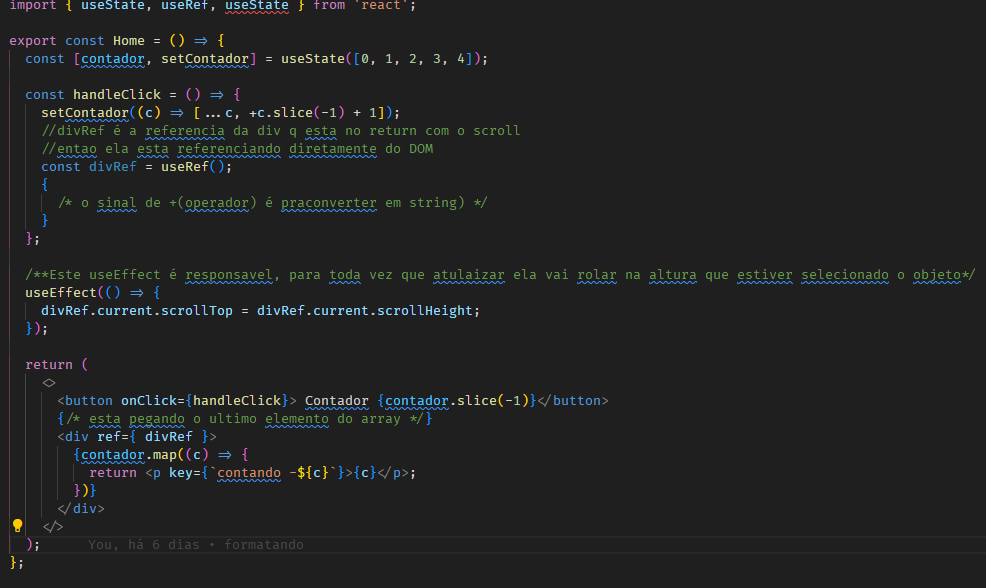 import { useState, useRef, useState } from 'react';
export const Home = () => {
const [contador, setContador] = useState([0, 1, 2, 3, 4]);
const handleClick = () => {
setContador((c) => [...c, +c.slice(-1) + 1]);
//divRef é a referencia da div q esta no return com o scroll
//entao ela esta referenciando diretamente do DOM
const divRef = useRef();
{
/* o sinal de +(operador) é praconverter em string) */
}
};
/**Este useEffect é responsavel, para toda vez que atulaizar ela vai rolar na altura que estiver selecionado o objeto*/
useEffect(() => {
divRef.current.scrollTop = divRef.current.scrollHeight;
});
return (
<>
<button onClick={handleClick}> Contador {contador.slice(-1)}</button>
{/* esta pegando o ultimo elemento do array */}
<div ref={ divRef }>
{contador.map((c) => {
return <p key={`contando -${c}`}>{c}</p>;
})}
</div>
</>
); You, há 6 dias • formatando
};